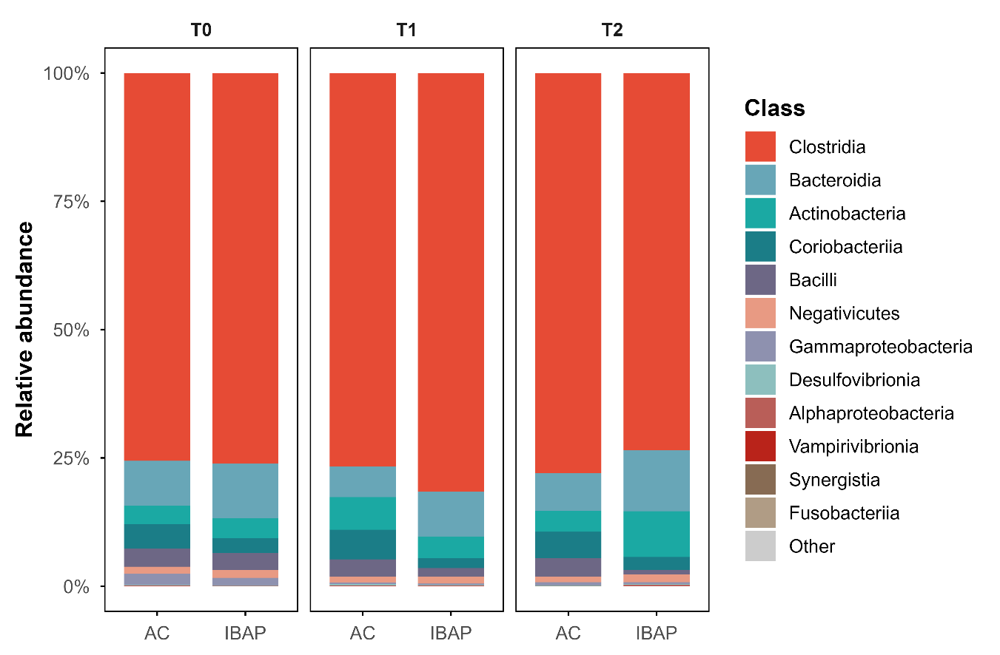 T0
T1
T2
100%
75%
50%
25%
0%
Relative abundance
AC
IBAP
AC
IBAP
AC
IBAP
Class
Clostridia
Bacteroidia
Actinobacteria
Coriobacteriia
Bacilli
Negativicutes
Gammaproteobacteria
Desulfovibrionia
Alphaproteobacteria
Vampirivibrionia
Synergistia
Fusobacteriia
Other